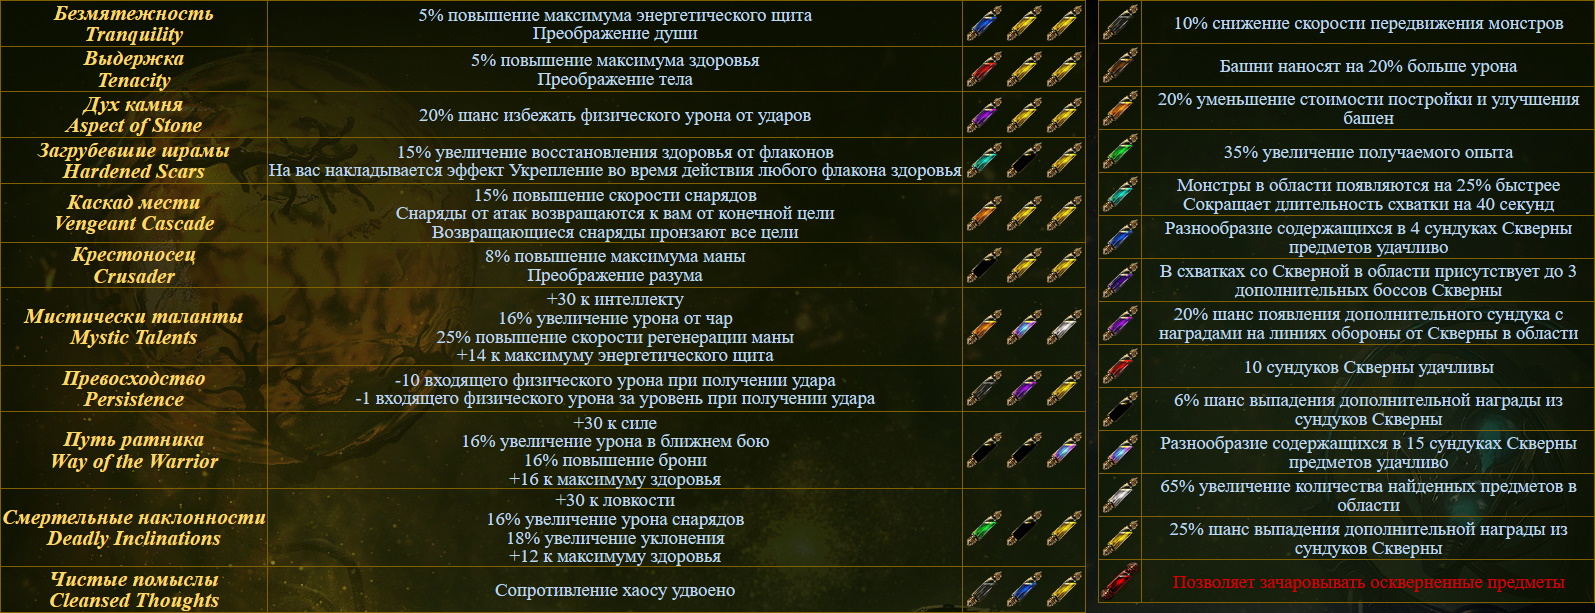 Безмятежность
Tranquility
5% повышение максимума энергетического щита
Преображение души
Выдержка
Tenacity
5% повышение максимума здоровья
Преображение тела
Дух камня
Aspect of Stone
20% шанс избежать физического урона от ударов
Загрубевшие шрамы
Hardened Scars
15% увеличение восстановления здоровья от флаконов
На вас накладывается эффект Укрепление во время действия любого флакона здоровья
Каскад мести
Vengeant Cascade
15% повышение скорости снарядов
Снаряды от атак возвращаются к вам от конечной цели
Возвращающиеся снаряды пронзают все цели
Крестоносец
Crusader
8% повышение максимума маны
Преображение разума
Мистически таланты
Mystic Talents
+30 к интеллекту
16% увеличение урона от чар
25% повышение скорости регенерации маны
+14 к максимуму энергетического щита
Превосходство
Persistence
-10 входящего физического урона при получении удара
-1 входящего физического урона за уровень при получении удара
Путь ратника
Way of the Warrior
+30 к силе
16% увеличение урона в ближнем бою
16% повышение брони
+16 к максимуму здоровья
Смертельные наклонности
Deadly Inclinations
+30 к ловкости
16% увеличение урона снарядов
18% увеличение уклонения
+12 к максимуму здоровья
Чистые помыслы
Cleansed Thoughts
Сопротивление хаосу удвоено
10% снижение скорости передвижения монстров
Башни наносят на 20% больше урона
20% уменьшение стоимости постройки и улучшения
башен
35% увеличение получаемого опыта
Монстры в области появляются на 25% быстрее
Сокращает длительность схватки на 40 секунд
Разнообразие содержащихся в 4 сундуках Скверны
предметов удачливо
В схватках со Скверной в области присутствует до 3
дополнительных боссов Скверны
20% шанс появления дополнительного сундука с
наградами на линиях обороны от Скверны в области
10 сундуков Скверны удачливы
6% шанс выпадения дополнительной награды из
сундуков Скверны
Разнообразие содержащихся в 15 сундуках Скверны
предметов удачливо
65% увеличение количества найденных предметов в
области
25% шанс выпадения дополнительной награды из
сундуков Скверны
Позволяет зачаровывать оскверненные предметы